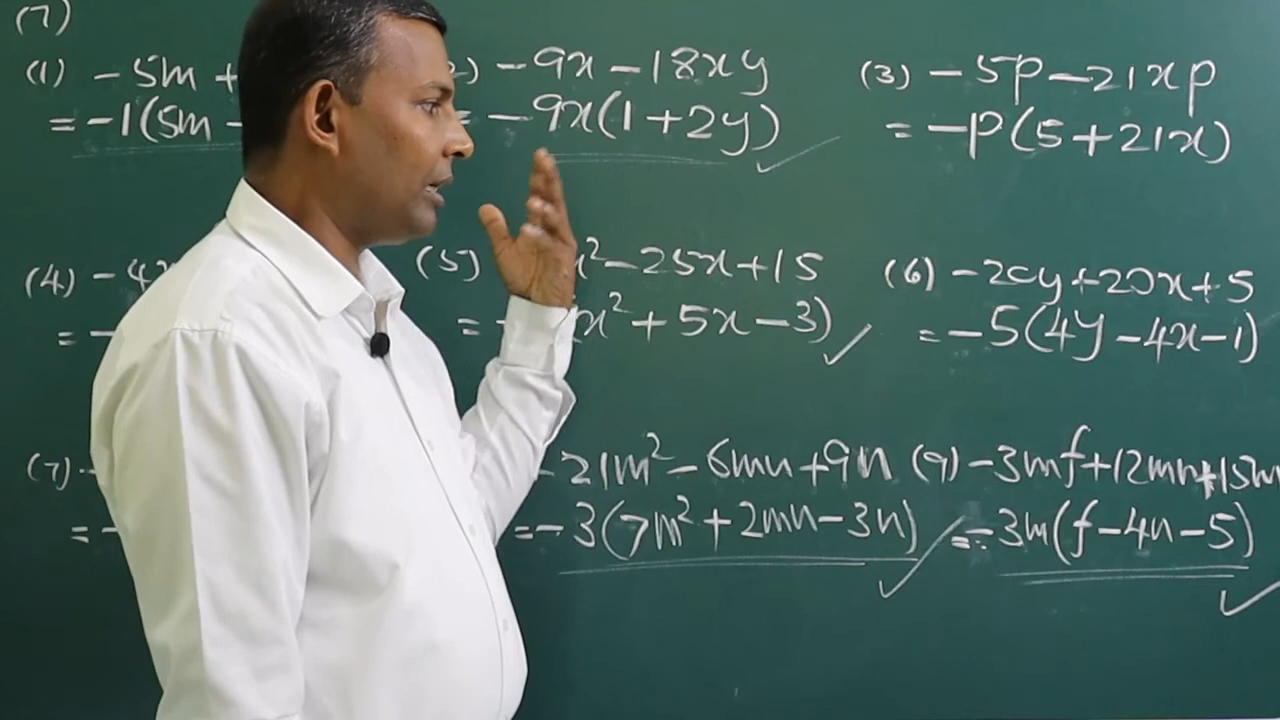 (7)
(1) - 5m +
= -1(5m -
2) -9x - 18xy
= -9x(1 + 2y)
(3) - 5p - 21xp
= -p(5 + 21x)
(4) - 4x
= -
(5) x² - 25x + 15
= - x² + 5x - 3)
(6) -20y + 20x + 5
= -5(4y - 4x - 1)
(7) -
= -
- 21m² - 6mn + 9n
= -3(7m² + 2mn - 3n)
(9) -3mf + 12mn + 15m
= -3m(f - 4n - 5)